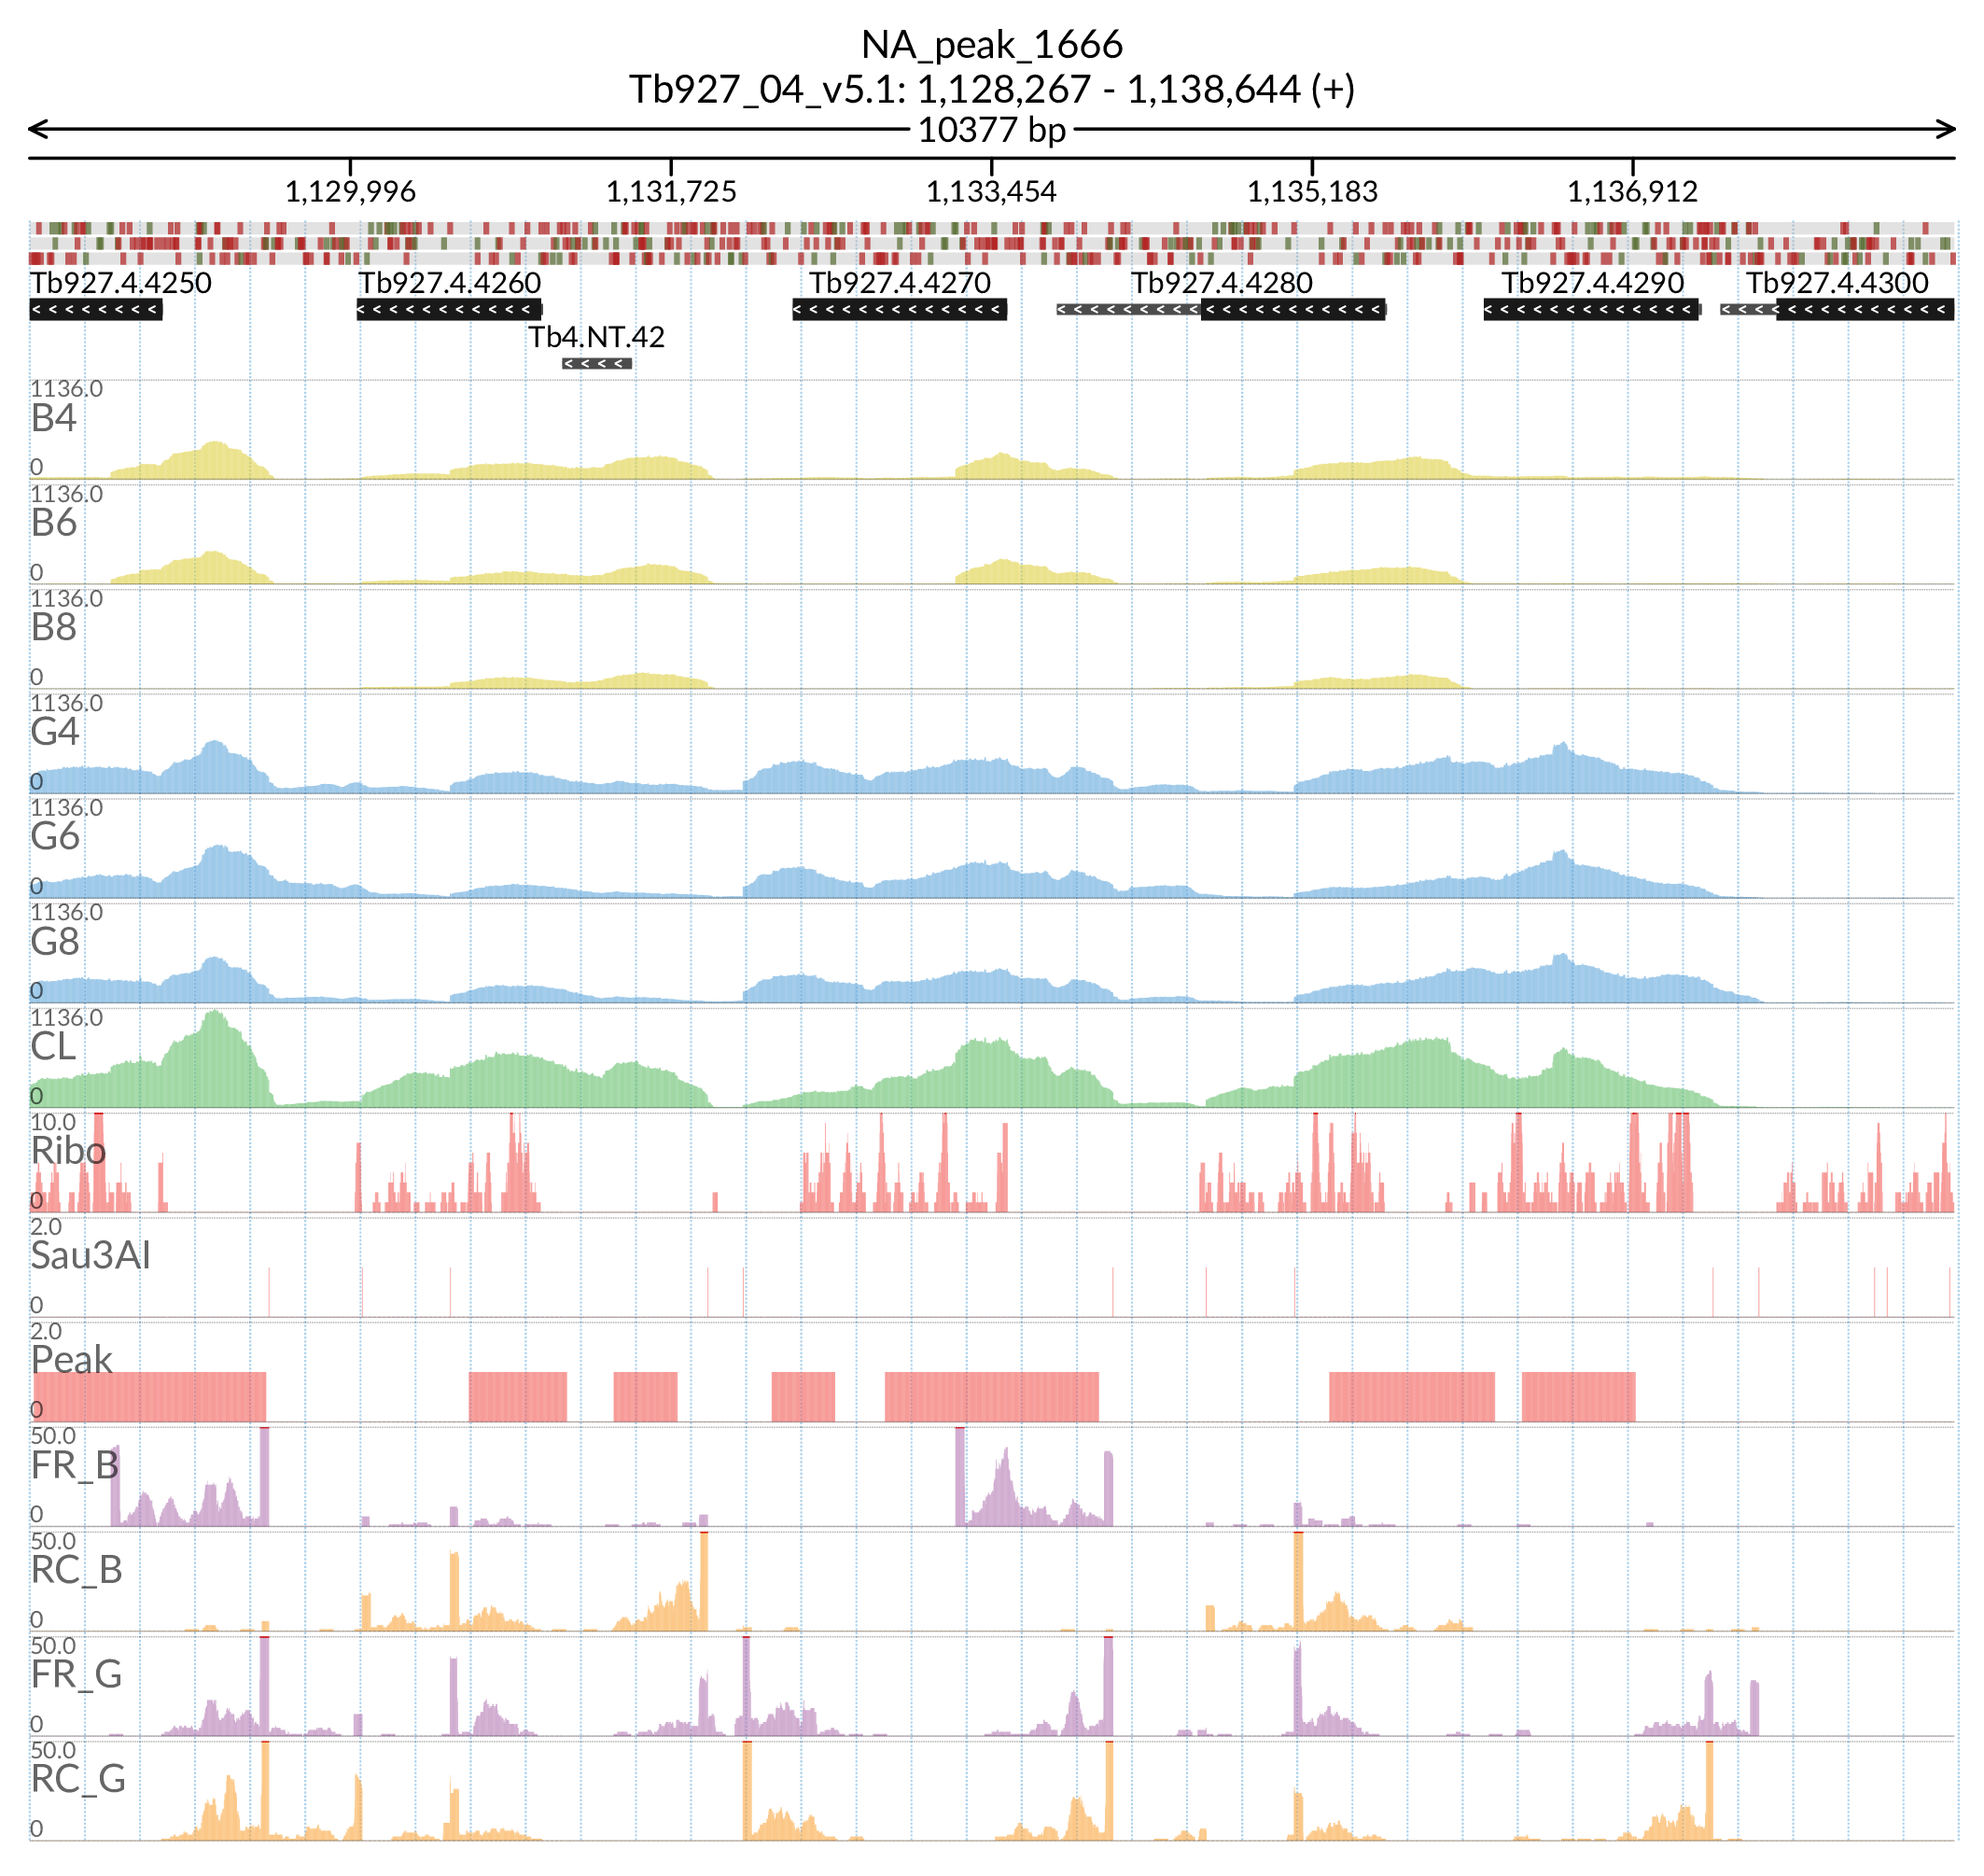 NA_peak_1666
Tb927_04_v5.1: 1,128,267 - 1,138,644 (+)
10377 bp
1,129,996 1,131,725 1,133,454 1,135,183 1,136,912
Tb927.4.4250 Tb927.4.4260 Tb927.4.4270 Tb927.4.4280 Tb927.4.4290 Tb927.4.4300
Tb4.NT.42
1136.0
B4
0
1136.0
B6
0
1136.0
B8
0
1136.0
G4
0
1136.0
G6
0
1136.0
G8
0
1136.0
CL
0
10.0
Ribo
0
2.0
Sau3AI
0
2.0
Peak
0
50.0
FR_B
0
50.0
RC_B
0
50.0
FR_G
0
50.0
RC_G
0